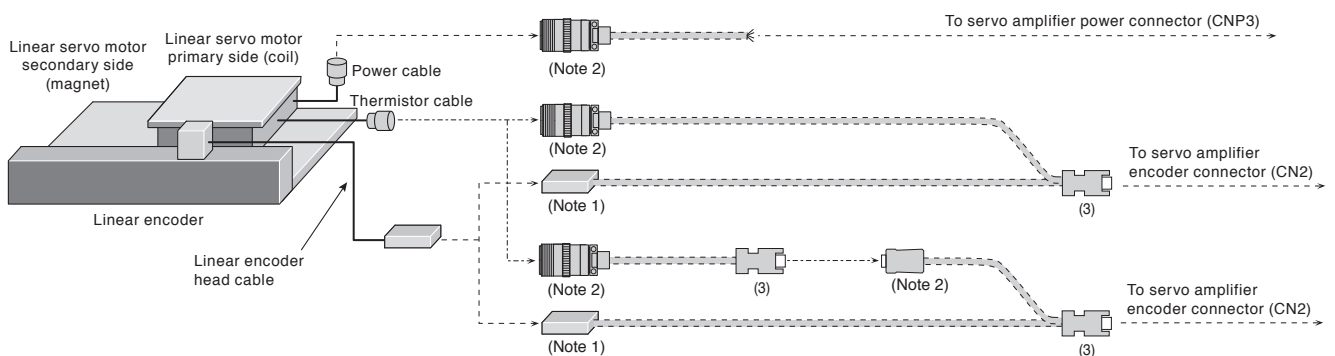 To servo amplifier power connector (CNP3)
Linear servo motor
secondary side
(magnet)
Linear servo motor
primary side (coil)
Power cable
(Note 2)
Thermistor cable
(Note 2)
To servo amplifier
encoder connector (CN2)
(Note 1)
(3)
Linear encoder
Linear encoder
head cable
(Note 2)
(3)
(Note 2)
To servo amplifier
encoder connector (CN2)
(Note 1)
(3)